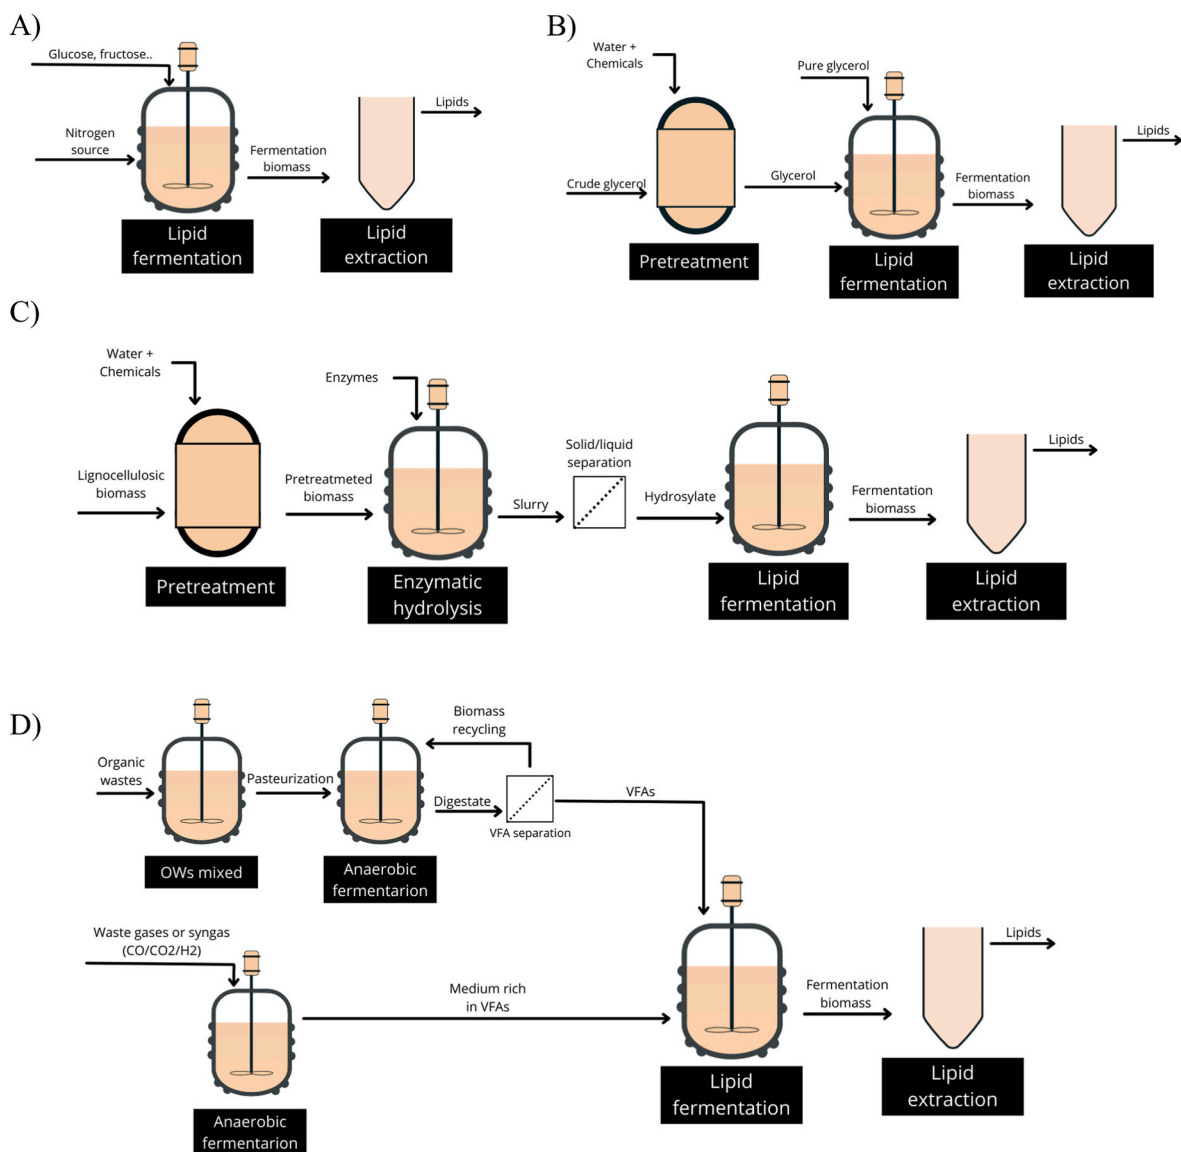 A)
Glucose, fructose..
Nitrogen
source
Fermentation
biomass
Lipids
Lipid
fermentation
Lipid
extraction
B)
Water +
Chemicals
Pure glycerol
Crude glycerol
Glycerol
Fermentation
biomass
Lipids
Pretreatment
Lipid
fermentation
Lipid
extraction
C)
Water +
Chemicals
Enzymes
Lignocellulosic
biomass
Pretreatmeted
biomass
Slurry
Solid/liquid
separation
Hydrosylate
Fermentation
biomass
Lipids
Pretreatment
Enzymatic
hydrolysis
Lipid
fermentation
Lipid
extraction
D)
Organic
wastes
Pasteurization
Biomass
recycling
Digestate
VFA separation
VFAs
OWs mixed
Anaerobic
fermentarion
Waste gases or syngas
(CO/CO2/H2)
Medium rich
in VFAs
Fermentation
biomass
Lipids
Anaerobic
fermentarion
Lipid
fermentation
Lipid
extraction